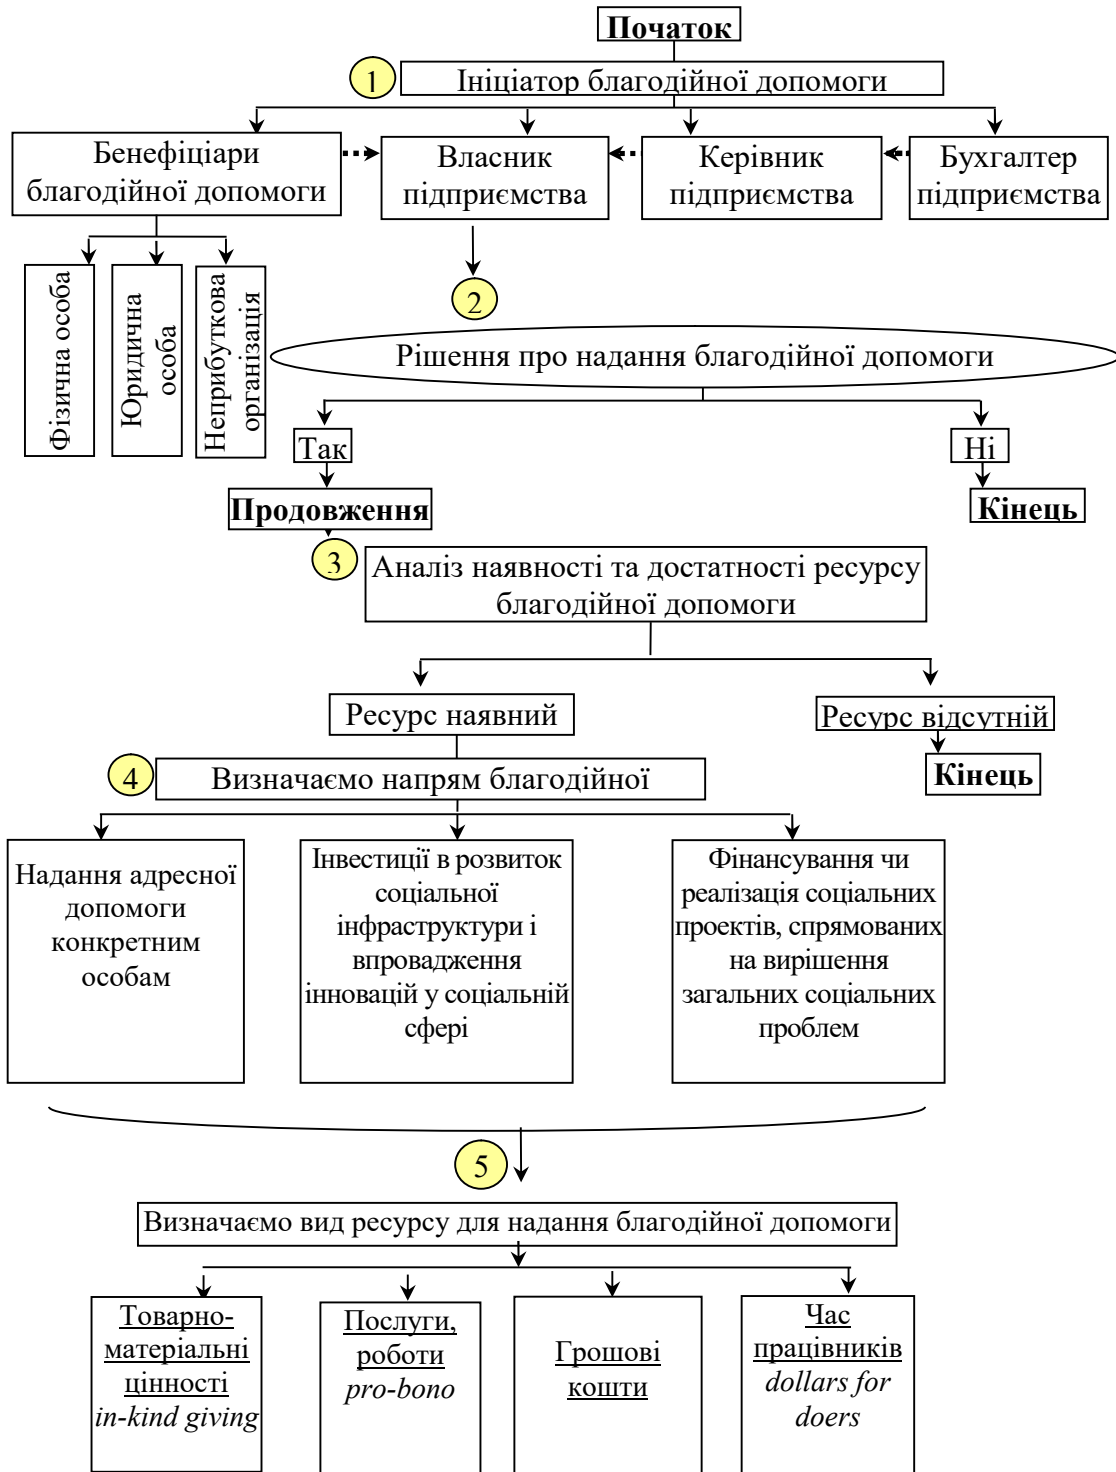 Початок
1
Ініціатор благодійної допомоги
Бенефіціари
благодійної допомоги
Власник
підприємства
Керівник
підприємства
Бухгалтер
підприємства
Фізична особа
Юридична
особа
Неприбуткова
організація
2
Рішення про надання благодійної допомоги
Так
Ні
Продовження
Кінець
3
Аналіз наявності та достатності ресурсу
благодійної допомоги
Ресурс наявний
Ресурс відсутній
4
Визначаємо напрям благодійної
Кінець
Надання адресної
допомоги
конкретним
особам
Інвестиції в розвиток
соціальної
інфраструктури і
впровадження
інновацій у соціальній
сфері
Фінансування чи
реалізація соціальних
проектів, спрямованих
на вирішення
загальних соціальних
проблем
5
Визначаємо вид ресурсу для надання благодійної допомоги
Товарно-
матеріальні
цінності
in-kind giving
Послуги,
роботи
pro-bono
Грошові
кошти
Час
працівників
dollars for
doers